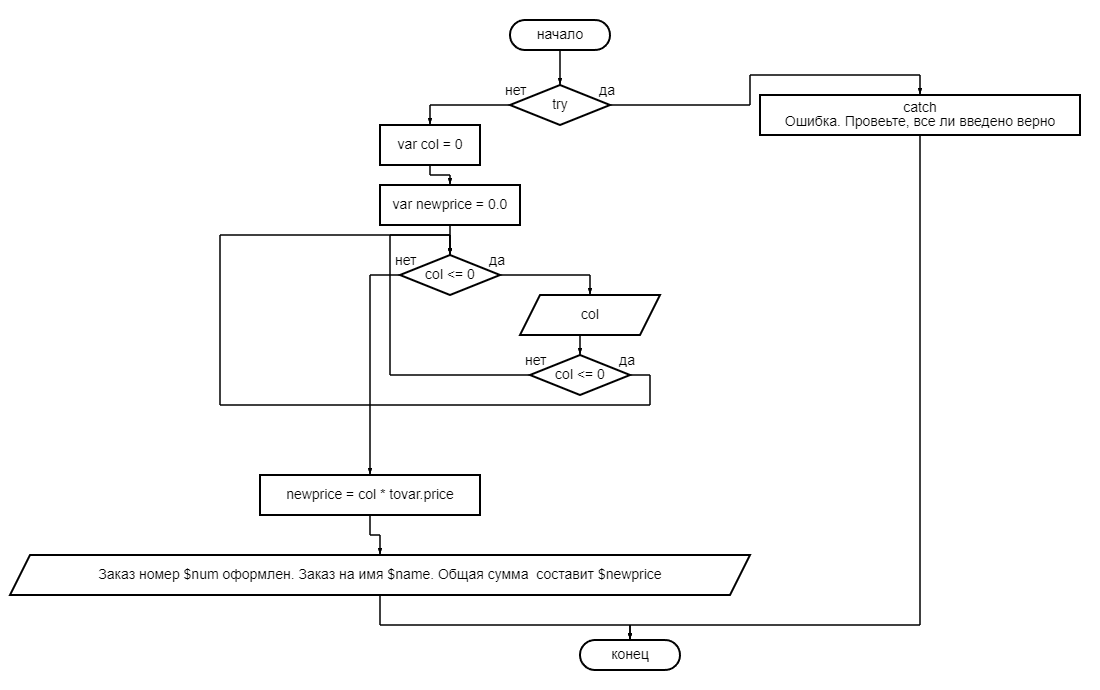 начало
нет
да
try
catch
Ошибка. Провеьте, все ли введено верно
var col = 0
var newprice = 0.0
нет
да
col <= 0
col
нет
да
col <= 0
newprice = col * tovar.price
Заказ номер $num оформлен. Заказ на имя $name. Общая сумма  составит $newprice
конец